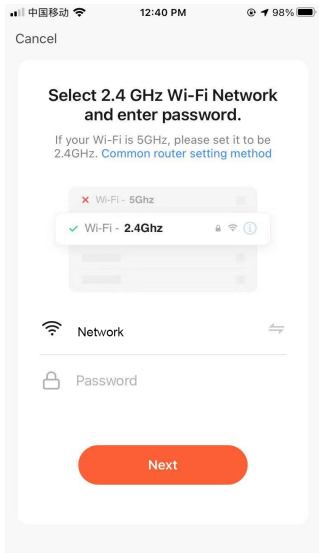 中国移动 12:40 PM 98%
Cancel
Select 2.4 GHz Wi-Fi Network
and enter password.
If your Wi-Fi is 5GHz, please set it to be
2.4GHz. Common router setting method
Wi-Fi - 5Ghz
Wi-Fi - 2.4Ghz
Network
Password
Next